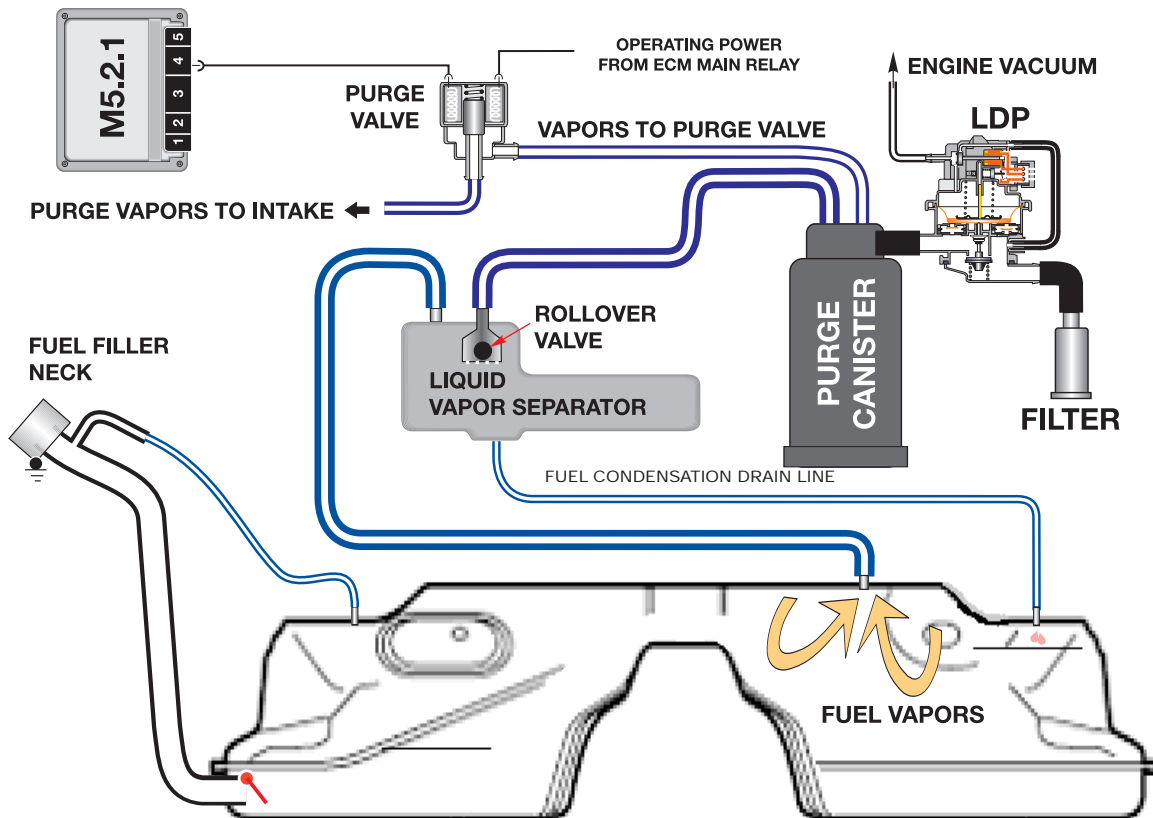 M5.2.1
5
4
3
2
1
OPERATING POWER
FROM ECM MAIN RELAY
PURGE
VALVE
ENGINE VACUUM
LDP
VAPORS TO PURGE VALVE
PURGE VAPORS TO INTAKE
ROLLOVER
VALVE
FUEL FILLER
NECK
LIQUID
VAPOR SEPARATOR
PURGE
CANISTER
FILTER
FUEL CONDENSATION DRAIN LINE
FUEL VAPORS